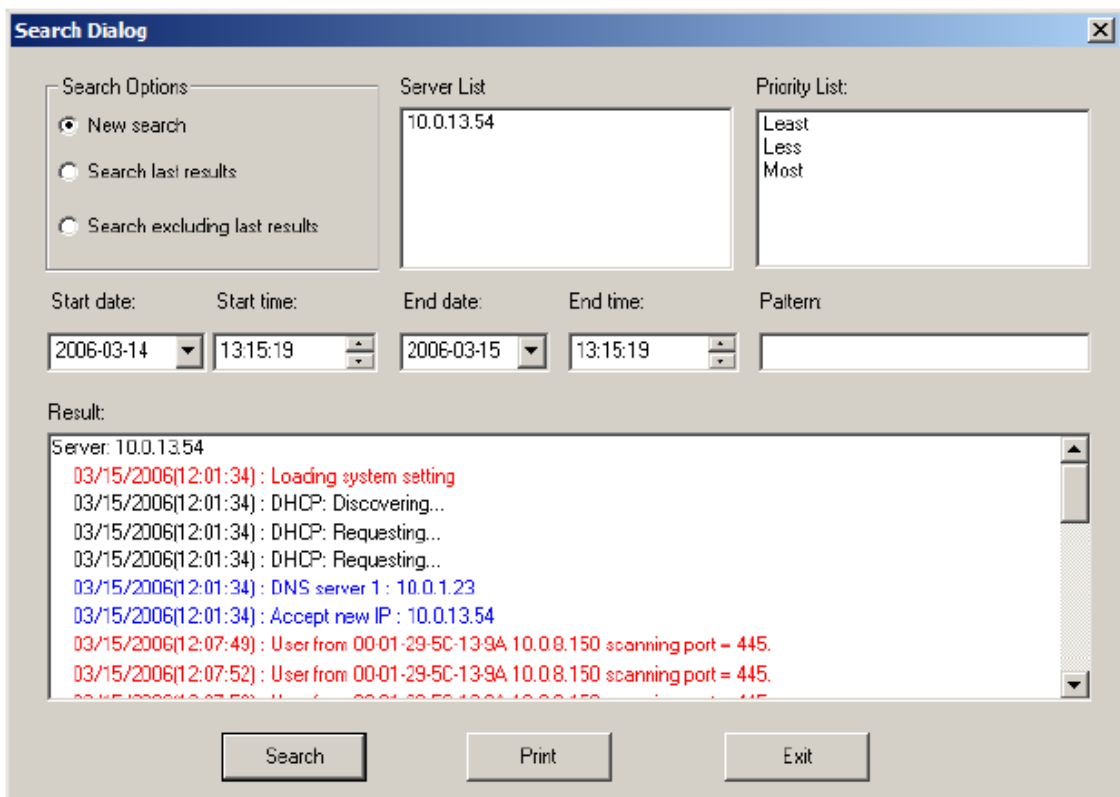 Search Dialog
Search Options
New search
Search last results
Search excluding last results
Server List
10.0.13.54
Priority List:
Least
Less
Most
Start date:
Start time:
End date:
End time:
Pattern:
2006-03-14
13:15:19
2006-03-15
13:15:19
Result:
Server: 10.0.13.54
03/15/2006(12:01:34) : Loading system setting
03/15/2006(12:01:34) : DHCP: Discovering...
03/15/2006(12:01:34) : DHCP: Requesting...
03/15/2006(12:01:34) : DHCP: Requesting...
03/15/2006(12:01:34) : DNS server 1 : 10.0.1.23
03/15/2006(12:01:34) : Accept new IP : 10.0.13.54
03/15/2006(12:07:49) : User from 00-01-29-5C-13-9A 10.0.8.150 scanning port = 445.
03/15/2006(12:07:52) : User from 00-01-29-5C-13-9A 10.0.8.150 scanning port = 445.
Search
Print
Exit